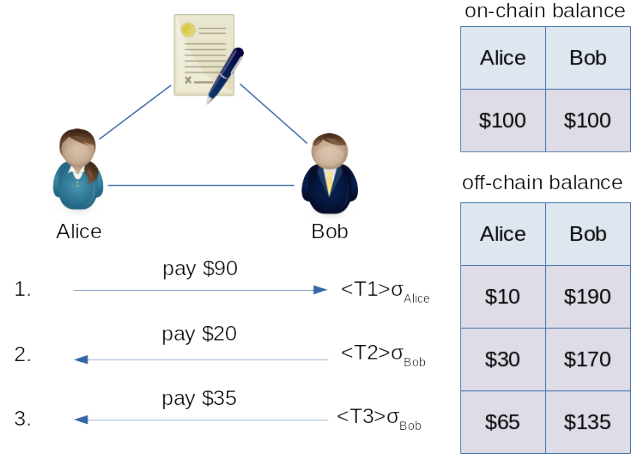 on-chain balance
Alice Bob
$100 $100
off-chain balance
Alice Bob
$10 $190
$30 $170
$65 $135
Alice Bob
1. pay $90 <T1>σAlice
2. pay $20 <T2>σBob
3. pay $35 <T3>σBob